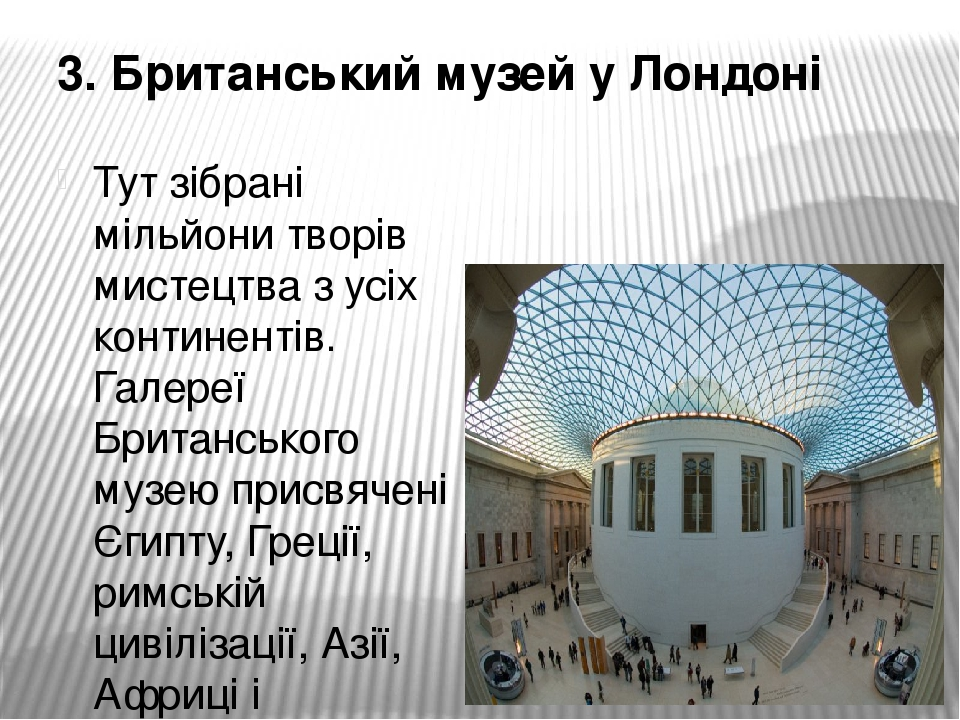 3. Британський музей у Лондоні
Тут зібрані
мільйони творів
мистецтва з усіх
континентів.
Галереї
Британського
музею присвячені
Єгипту, Греції,
римській
цивілізації, Азії,
Африці і